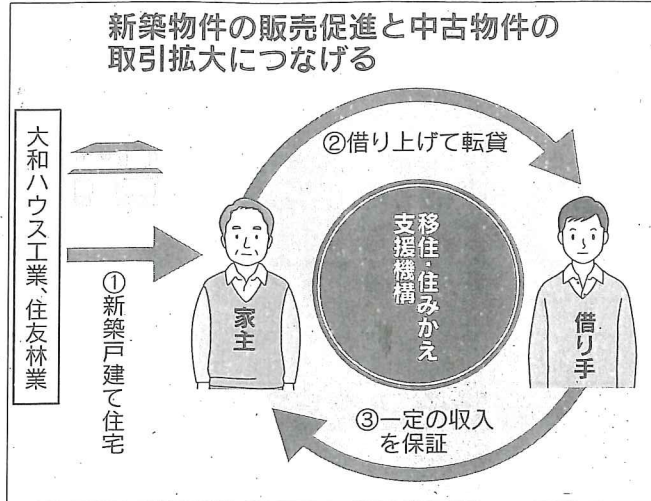 新築物件の販売促進と中古物件の
取引拡大につなげる
大和ハウス工業、住友林業
①新築戸建て住宅
家主
②借り上げて転貸
移住・住みかえ
支援機構
借り手
③一定の収入
を保証